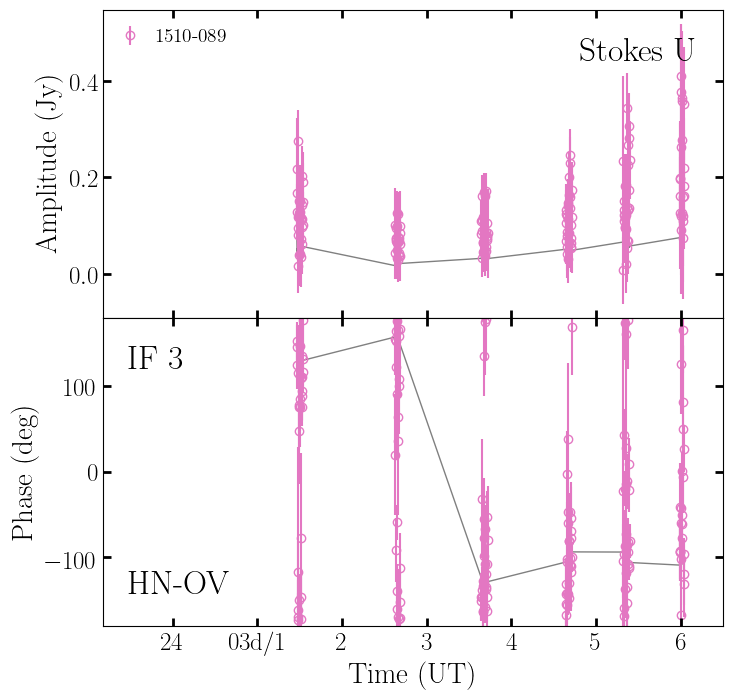 1510-089
Stokes U
Amplitude (Jy)
0.4
0.2
0.0
IF 3
HN-OV
Phase (deg)
100
0
−100
24 03d/1 2 3 4 5 6
Time (UT)